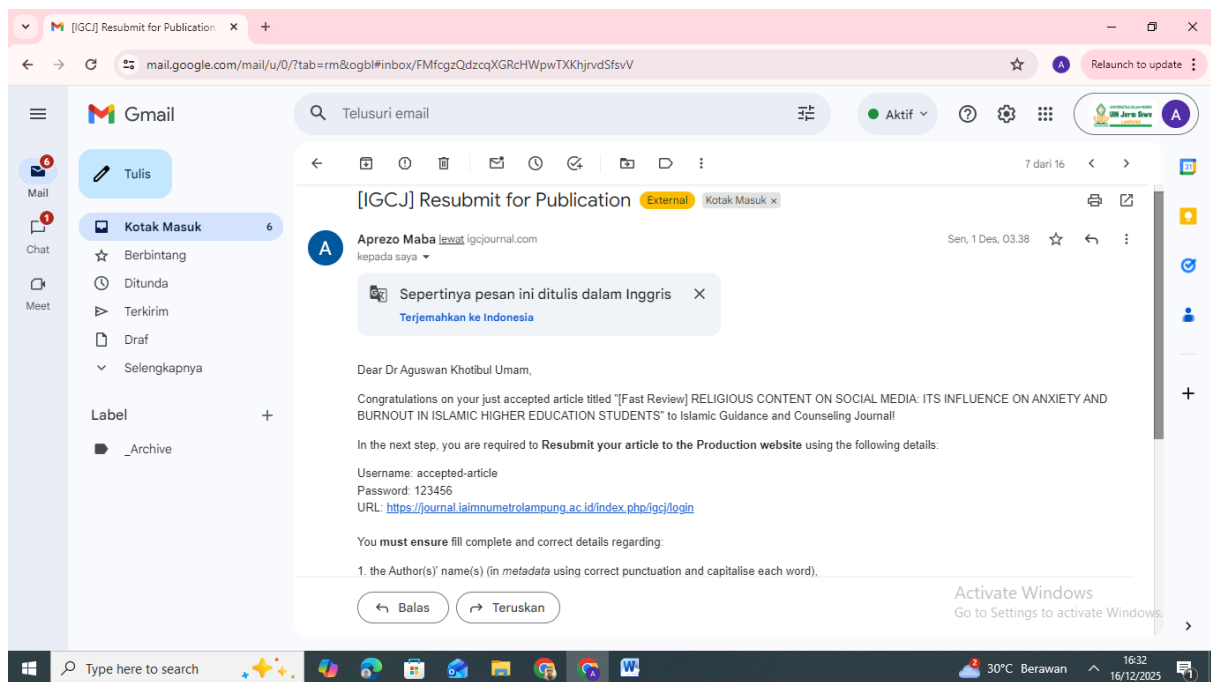 [IGCJ] Resubmit for Publication
mail.google.com/mail/u/0/?tab=rm&ogbl#inbox/FMfcgzQdzcqXGRcHWpwTXKhjrvdSfsvV
A
Relaunch to update
Gmail
Telusuri email
Aktif
UIN Jurai Siwo
A
6
Mail
Tulis
7 dari 16
31
[IGCJ] Resubmit for Publication External Kotak Masuk ×
1
Chat
Kotak Masuk 6
A
Aprezo Maba lewat igcjournal.com
Sen, 1 Des, 03.38
kepada saya
Berbintang
Ditunda
Meet
Terkirim
Sepertinya pesan ini ditulis dalam Inggris
Terjemahkan ke Indonesia
Draf
Selengkapnya
Label
_Archive
Dear Dr Aguswan Khotibul Umam,
Congratulations on your just accepted article titled "[Fast Review] RELIGIOUS CONTENT ON SOCIAL MEDIA: ITS INFLUENCE ON ANXIETY AND
BURNOUT IN ISLAMIC HIGHER EDUCATION STUDENTS" to Islamic Guidance and Counseling Journal!
In the next step, you are required to Resubmit your article to the Production website using the following details:
Username: accepted-article
Password: 123456
URL: https://journal.iaimnumetrolampung.ac.id/index.php/igcj/login
You must ensure fill complete and correct details regarding:
1. the Author(s)' name(s) (in metadata using correct punctuation and capitalise each word),
Balas
Teruskan
Activate Windows
Go to Settings to activate Windows.
Type here to search
2
30°C Berawan
16:32
16/12/2025
1